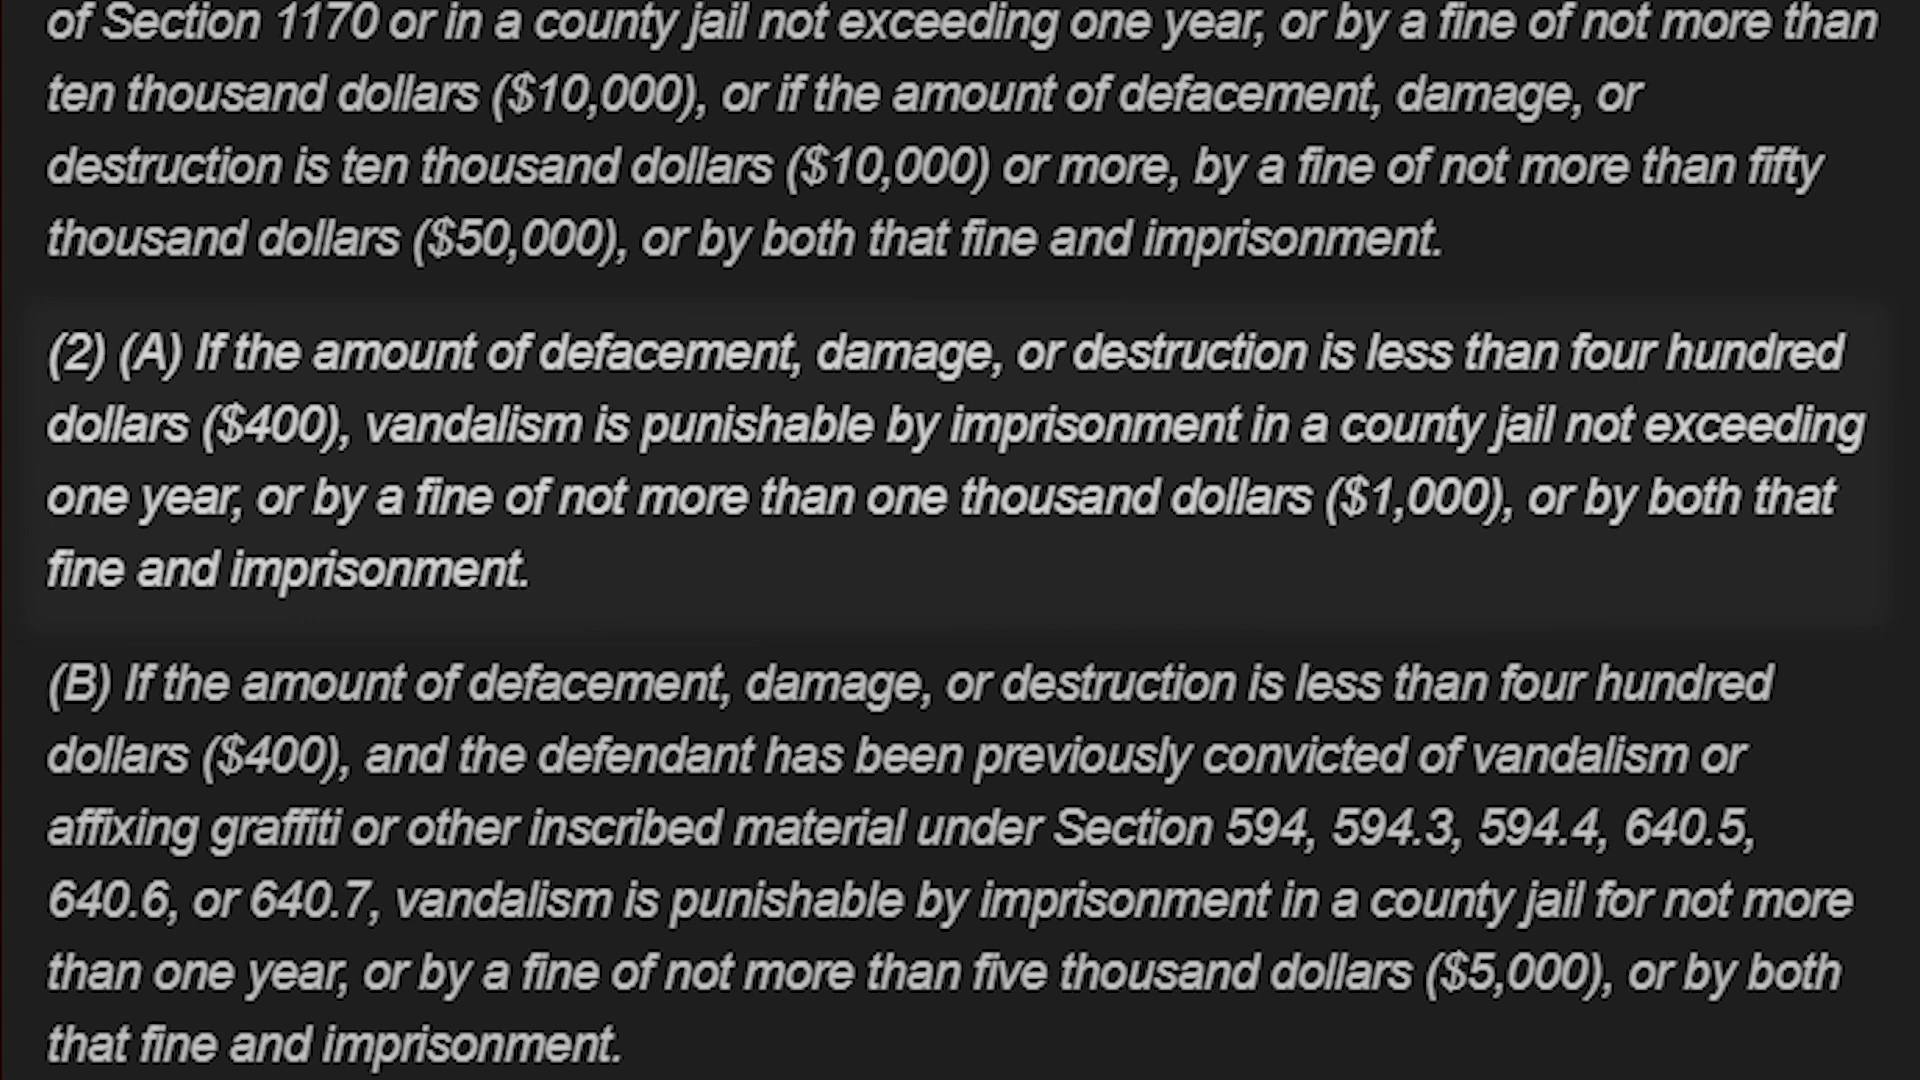 of Section 1170 or in a county jail not exceeding one year, or by a fine of not more than
ten thousand dollars ($10,000), or if the amount of defacement, damage, or
destruction is ten thousand dollars ($10,000) or more, by a fine of not more than fifty
thousand dollars ($50,000), or by both that fine and imprisonment.
(2) (A) If the amount of defacement, damage, or destruction is less than four hundred
dollars ($400), vandalism is punishable by imprisonment in a county jail not exceeding
one year, or by a fine of not more than one thousand dollars ($1,000), or by both that
fine and imprisonment.
(B) If the amount of defacement, damage, or destruction is less than four hundred
dollars ($400), and the defendant has been previously convicted of vandalism or
affixing graffiti or other inscribed material under Section 594, 594.3, 594.4, 640.5,
640.6, or 640.7, vandalism is punishable by imprisonment in a county jail for not more
than one year, or by a fine of not more than five thousand dollars ($5,000), or by both
that fine and imprisonment.